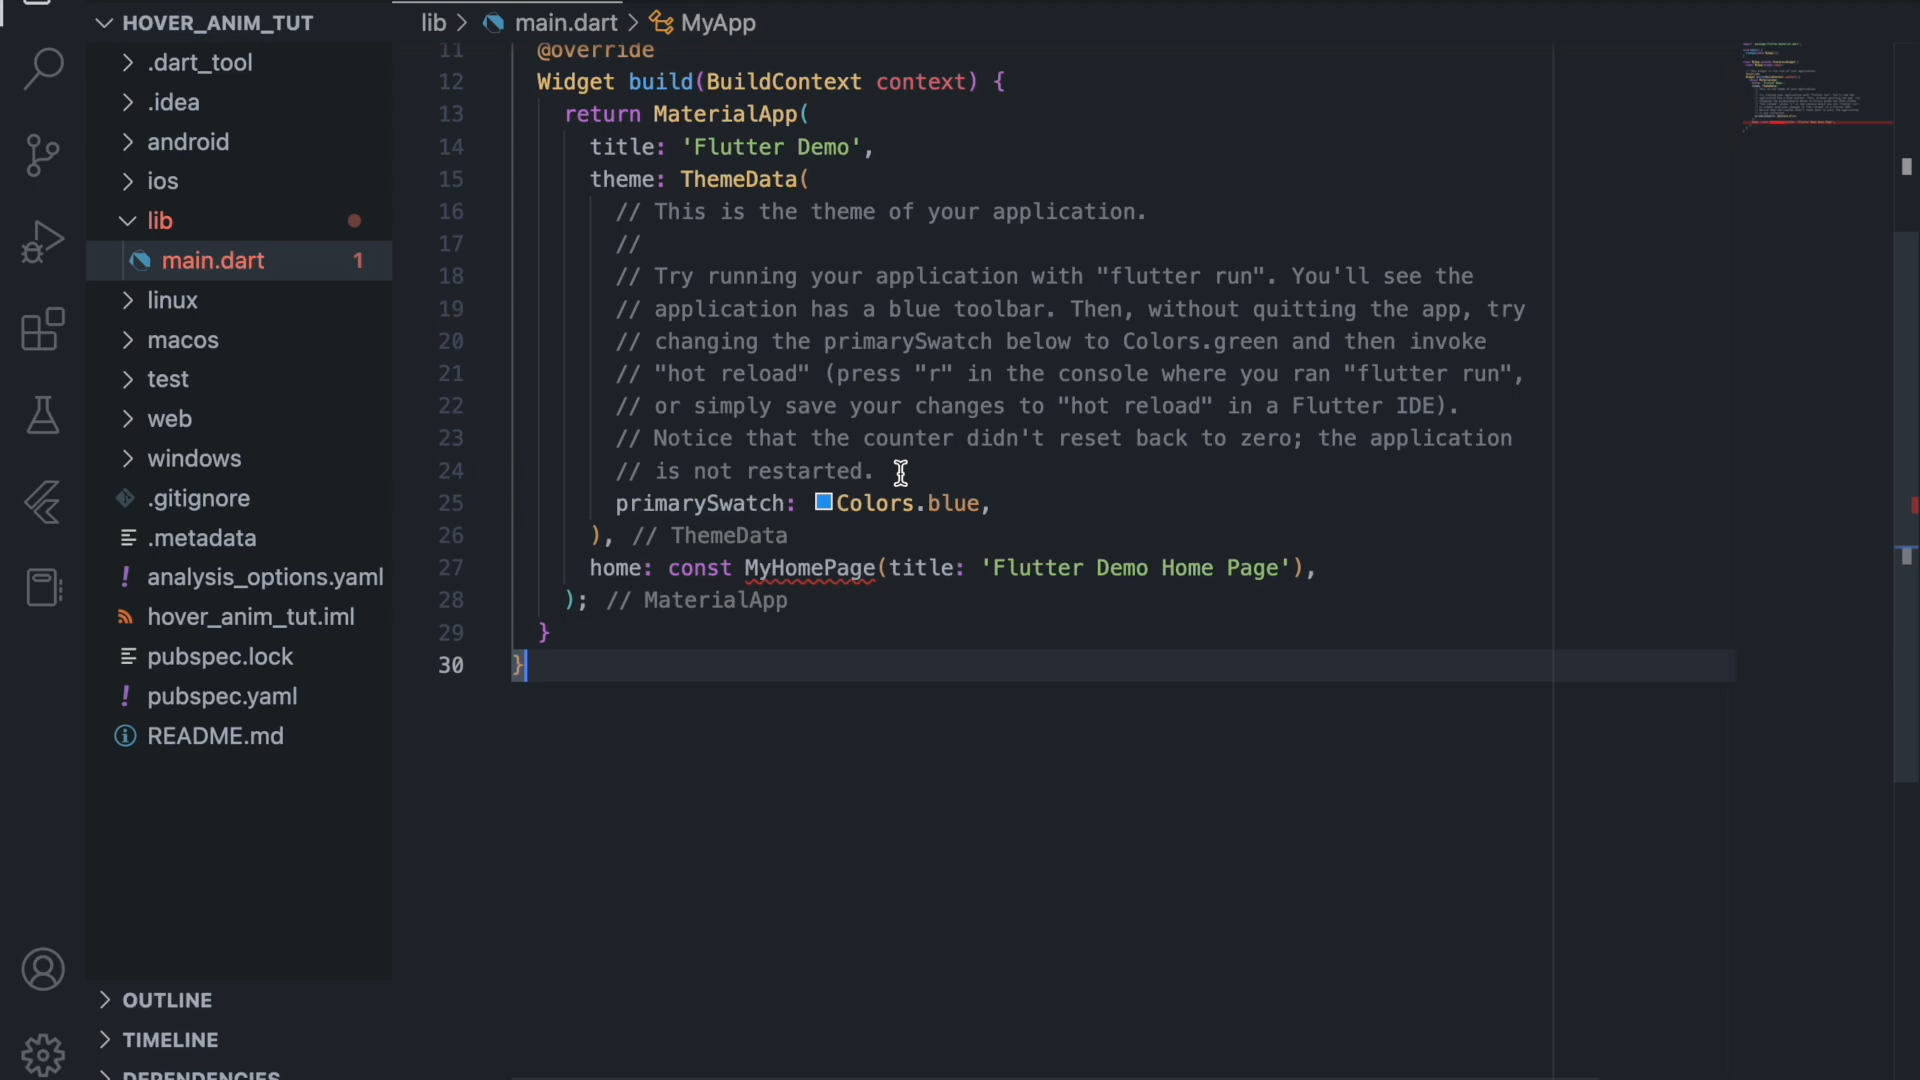 HOVER_ANIM_TUT
.dart_tool
.idea
android
ios
lib
main.dart 1
linux
macos
test
web
windows
.gitignore
.metadata
analysis_options.yaml
hover_anim_tut.iml
pubspec.lock
pubspec.yaml
README.md
OUTLINE
TIMELINE
DEPENDENCIES
lib > main.dart > MyApp
11 @override
12 Widget build(BuildContext context) {
13 return MaterialApp(
14 title: 'Flutter Demo',
15 theme: ThemeData(
16 // This is the theme of your application.
17 //
18 // Try running your application with "flutter run". You'll see the
19 // application has a blue toolbar. Then, without quitting the app, try
20 // changing the primarySwatch below to Colors.green and then invoke
21 // "hot reload" (press "r" in the console where you ran "flutter run",
22 // or simply save your changes to "hot reload" in a Flutter IDE).
23 // Notice that the counter didn't reset back to zero; the application
24 // is not restarted.
25 primarySwatch: Colors.blue,
26 ), // ThemeData
27 home: const MyHomePage(title: 'Flutter Demo Home Page'),
28 ); // MaterialApp
29 }
30 }